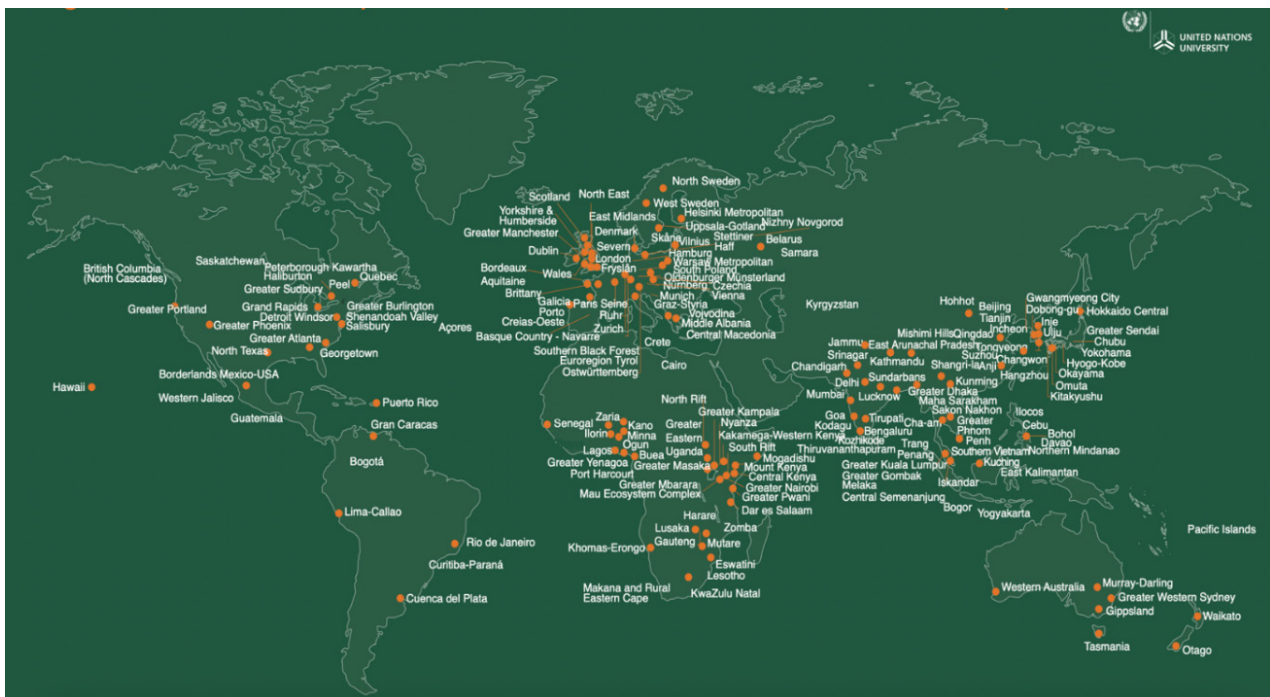 UNITED NATIONS
UNIVERSITY
North Sweden
Scotland
North East
West Sweden
Yorkshire &
Humberside
East Midlands
Helsinki Metropolitan
Uppsala-Gotland
Nizhny Novgorod
Greater Manchester
Denmark
Skåne
Stettiner
Haff
Belarus
Dublin
Severn
Vilnius
Samara
London
Hamburg
Warsaw Metrpolitan
Bordeaux
Aquitaine
Wales
Fryslân
South Poland
Oldenburger Münsterland
Brittany
Nürnberg
Czechia
Munich
Vienna
Galicia
Paris Seine
Graz-Styria
Porto
Ruhr
Vojvodina
Creias-Oeste
Zurich
Middle Albania
Basque Country - Navarre
Crete
Central Macedonia
Southern Black Forest
Euroregion Tyrol
Ostwürttemberg
Cairo
British Columbia
(North Cascades)
Saskatchewan
Peterborough Kawartha
Haliburton
Quebec
Greater Sudbury
Peel
Greater Portland
Grand Rapids
Greater Burlington
Detroit Windsor
Shenandoah Valley
Salisbury
Greater Phoenix
Açores
Greater Atlanta
North Texas
Georgetown
Borderlands Mexico-USA
Hawaii
Western Jalisco
Puerto Rico
Guatemala
Gran Caracas
Bogotá
Lima-Callao
Rio de Janeiro
Curitiba-Paraná
Cuenca del Plata
North Rift
Greater Kampala
Senegal
Zaria
Kano
Greater
Eastern
Uganda
Nyanza
Ilorin
Minna
Kakamega-Western Kenya
Ogun
South Rift
Lagos
Buea
Mogadishu
Greater Yenagoa
Greater Masaka
Mount Kenya
Port Harcourt
Central Kenya
Greater Mbarara
Greater Nairobi
Mau Ecosystem Complex
Greater Pwani
Dar es Salaam
Harare
Lusaka
Zomba
Khomas-Erongo
Gauteng
Mutare
Eswatini
Lesotho
Makana and Rural
Eastern Cape
KwaZulu Natal
Kyrgyzstan
Hohhot
Beijing
Tianjin
Gwangmyeong City
Dobong-gu
Hokkaido Central
Mishimi Hills
Qingdao
Incheon
Inje
Ulju
Greater Sendai
Jammu
East Arunachal Pradesh
Tongyeong
Chubu
Srinagar
Kathmandu
Suzhou
Changwon
Yokohama
Chandigarh
Shangri-la
Anji
Hyogo-Kobe
Delhi
Sundarbans
Kunming
Hangzhou
Okayama
Mumbai
Lucknow
Greater Dhaka
Omuta
Maha Sarakham
Kitakyushu
Goa
Tirupati
Sakon Nakhon
Ilocos
Kodagu
Bengaluru
Cha-am
Greater
Phnom
Penh
Cebu
Kozhikode
Bohol
Thiruvananthapuram
Trang
Davao
Penang
Southern Vietnam
Northern Mindanao
Greater Kuala Lumpur
Kuching
Greater Gombak
East Kalimantan
Melaka
Iskandar
Central Semenanjung
Bogor
Yogyakarta
Pacific Islands
Western Australia
Murray-Darling
Greater Western Sydney
Gippsland
Waikato
Tasmania
Otago